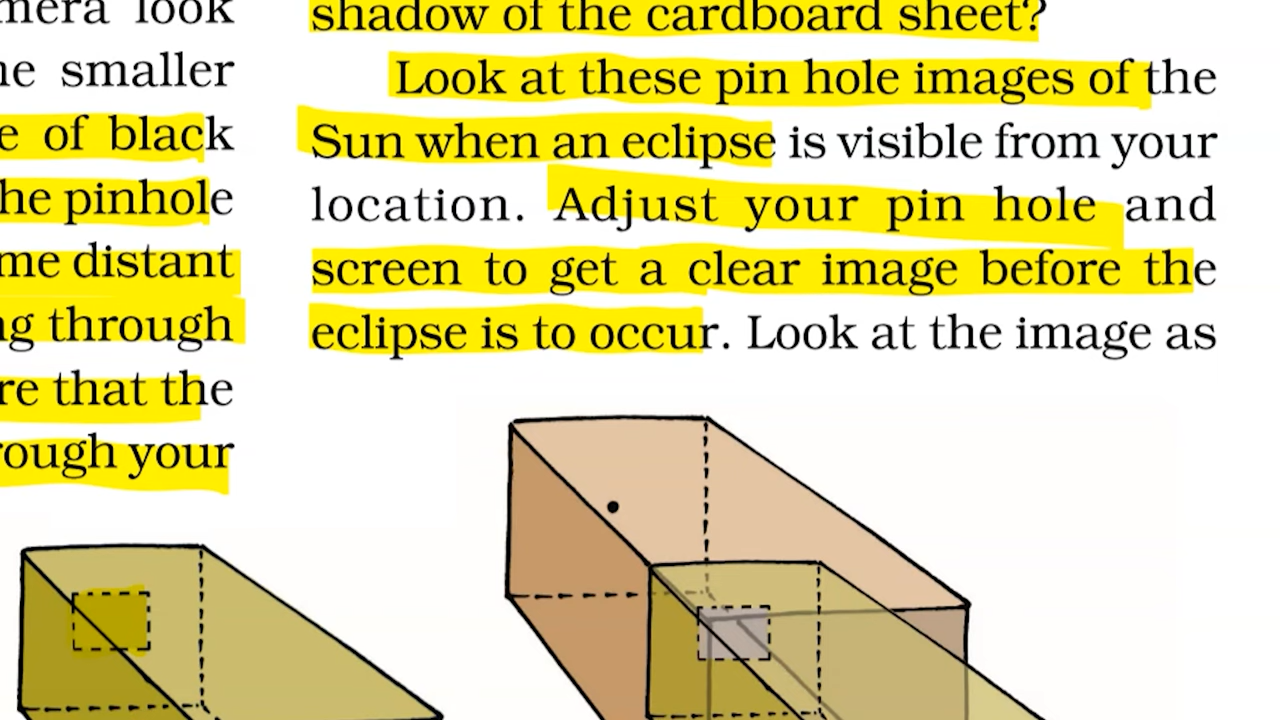 mera look
smaller
e of black
the pinhole
me distant
through
re that the
rough your
shadow of the cardboard sheet?
Look at these pin hole images of the
Sun when an eclipse is visible from your
location. Adjust your pin hole and
screen to get a clear image before the
eclipse is to occur. Look at the image as